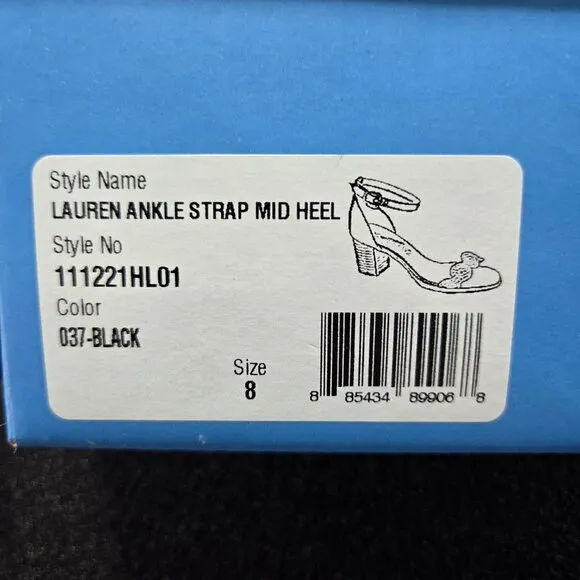 Style Name
LAUREN ANKLE STRAP MID HEEL
Style No
111221HL01
Color
037-BLACK
Size
8
8 85434 89906 8